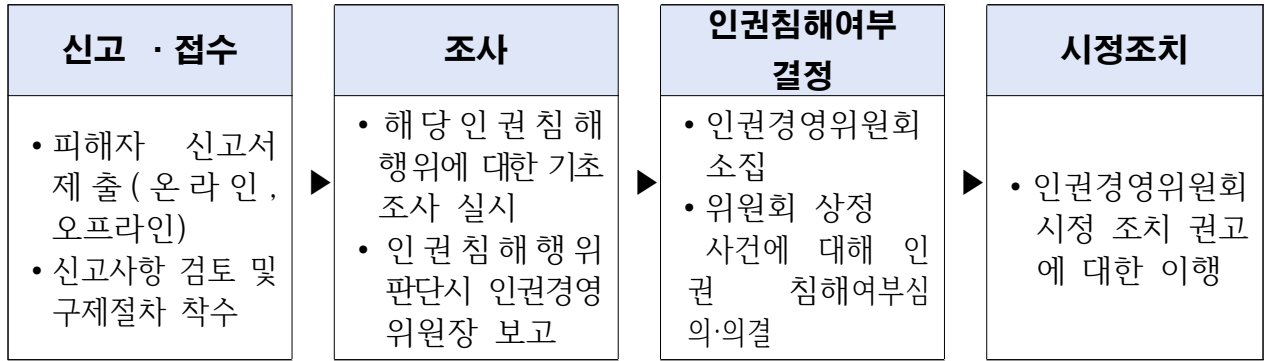 신고 · 접수
• 피해자 신고서
제출(온라인,
오프라인)
• 신고사항 검토 및
구제절차 착수
▶
조사
• 해당인권침해
행위에 대한 기초
조사 실시
• 인권침해행위
판단시 인권경영
위원장 보고
▶
인권침해여부
결정
• 인권경영위원회
소집
• 위원회 상정
사건에 대해 인
권 침해여부심
의·의결
▶
시정조치
• 인권경영위원회
시정 조치 권고
에 대한 이행